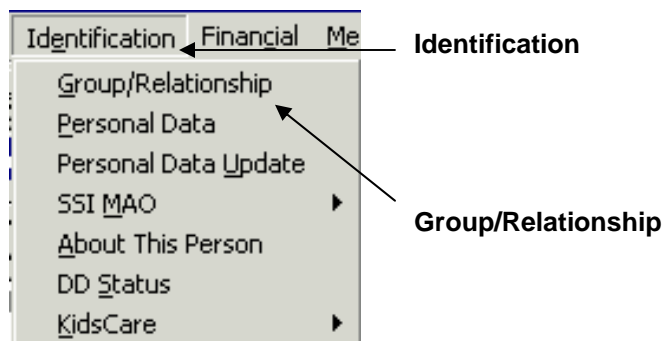 Identification Financial Me
Identification
Group/Relationship
Personal Data
Personal Data Update
SSI MAO
Group/Relationship
About This Person
DD Status
KidsCare